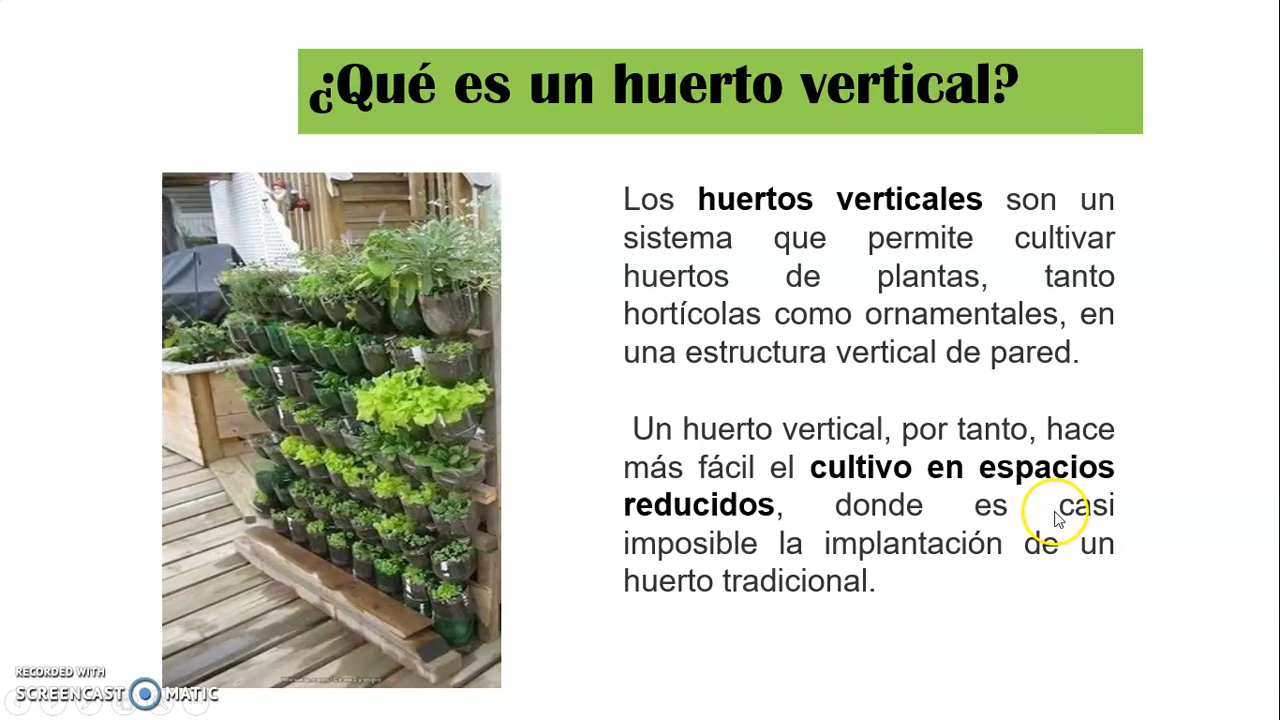 ¿Qué es un huerto vertical?
Los huertos verticales son un
sistema que permite cultivar
huertos de plantas, tanto
hortícolas como ornamentales, en
una estructura vertical de pared.
Un huerto vertical, por tanto, hace
más fácil el cultivo en espacios
reducidos, donde es casi
imposible la implantación de un
huerto tradicional.
RECORDED WITH
SCREENCAST MATIC